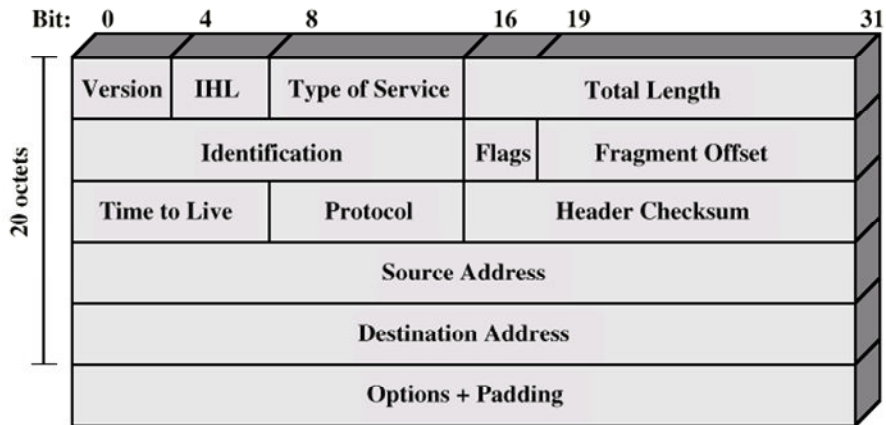 Bit: 0 4 8 16 19 31
Version IHL Type of Service Total Length
Identification Flags Fragment Offset
Time to Live Protocol Header Checksum
Source Address
Destination Address
Options + Padding
20 octets